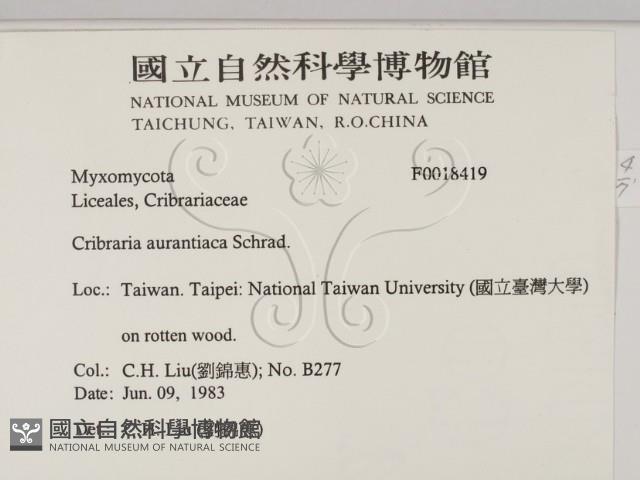 國立自然科學博物館
NATIONAL MUSEUM OF NATURAL SCIENCE
TAICHUNG, TAIWAN, R.O.CHINA
Myxomycota F0018419
Liceales, Cribrariaceae
Cribraria aurantiaca Schrad.
Loc.: Taiwan. Taipei: National Taiwan University (國立臺灣大學)
on rotten wood.
Col.: C.H. Liu(劉錦惠); No. B277
Date: Jun. 09, 1983
國立自然科學博物館
NATIONAL MUSEUM OF NATURAL SCIENCE